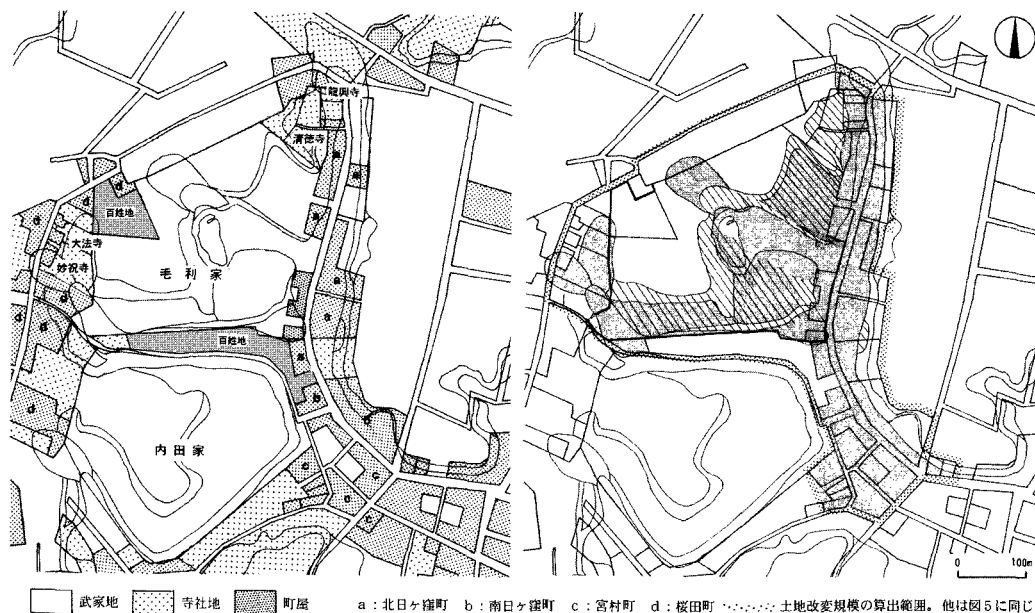 龍興寺
清徳寺
a
a
d
d
百姓地
a
d
大法寺
妙祝寺
毛利家
a
d
a
d
d
百姓地
a
b
d
内田家
c
c
c
c
c
0 100m
武家地 寺社地 町屋 a：北日ヶ窪町 b：南日ヶ窪町 c：宮村町 d：桜田町 土地改変規模の算出範囲。他は図5に同じ